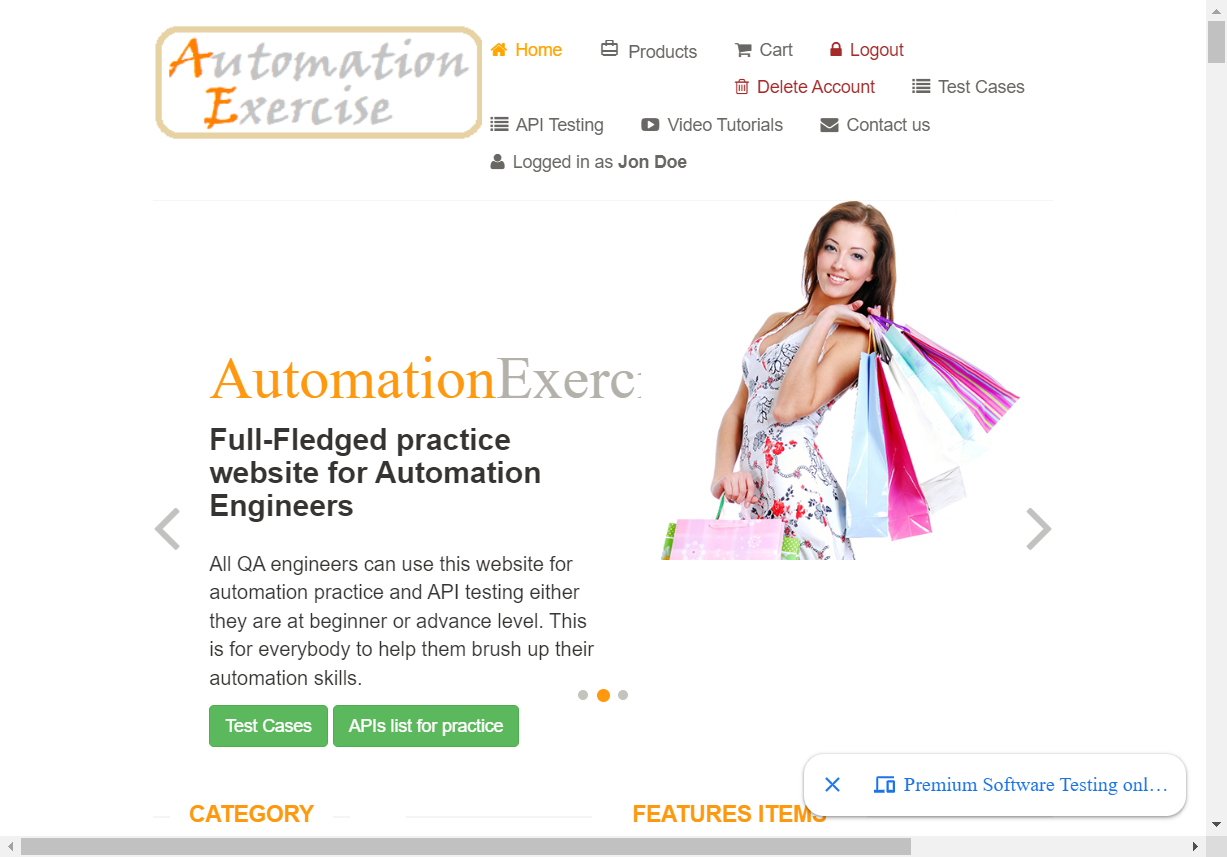 Automation
Exercise
Home
Products
Cart
Logout
Delete Account
Test Cases
API Testing
Video Tutorials
Contact us
Logged in as Jon Doe
AutomationExerci
Full-Fledged practice
website for Automation
Engineers
All QA engineers can use this website for
automation practice and API testing either
they are at beginner or advance level. This
is for everybody to help them brush up their
automation skills.
Test Cases
APIs list for practice
Premium Software Testing onl…
CATEGORY
FEATURES ITEMS